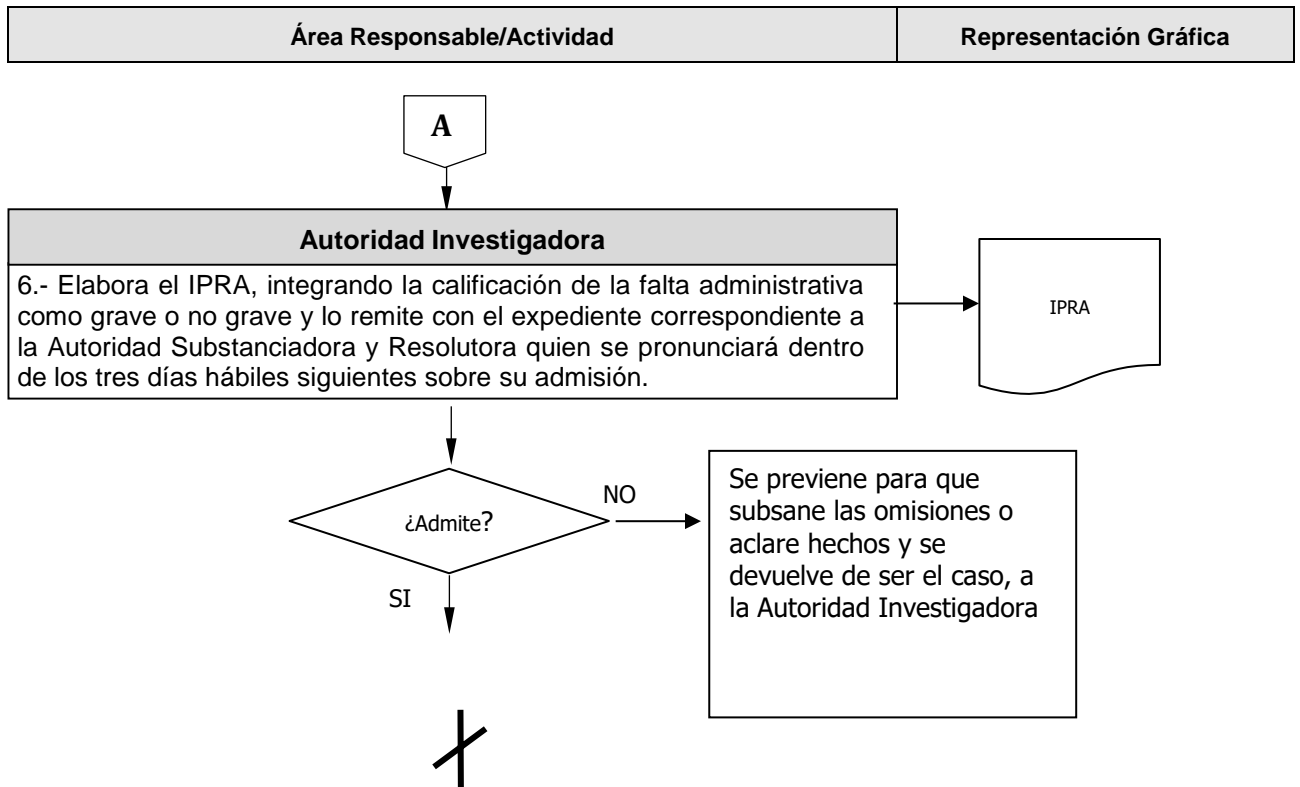 Área Responsable/Actividad
Representación Gráfica
A
Autoridad Investigadora
6.- Elabora el IPRA, integrando la calificación de la falta administrativa
como grave o no grave y lo remite con el expediente correspondiente a
la Autoridad Substanciadora y Resolutora quien se pronunciará dentro
de los tres días hábiles siguientes sobre su admisión.
IPRA
¿Admite?
NO
Se previene para que
subsane las omisiones o
aclare hechos y se
devuelve de ser el caso, a
la Autoridad Investigadora
SI